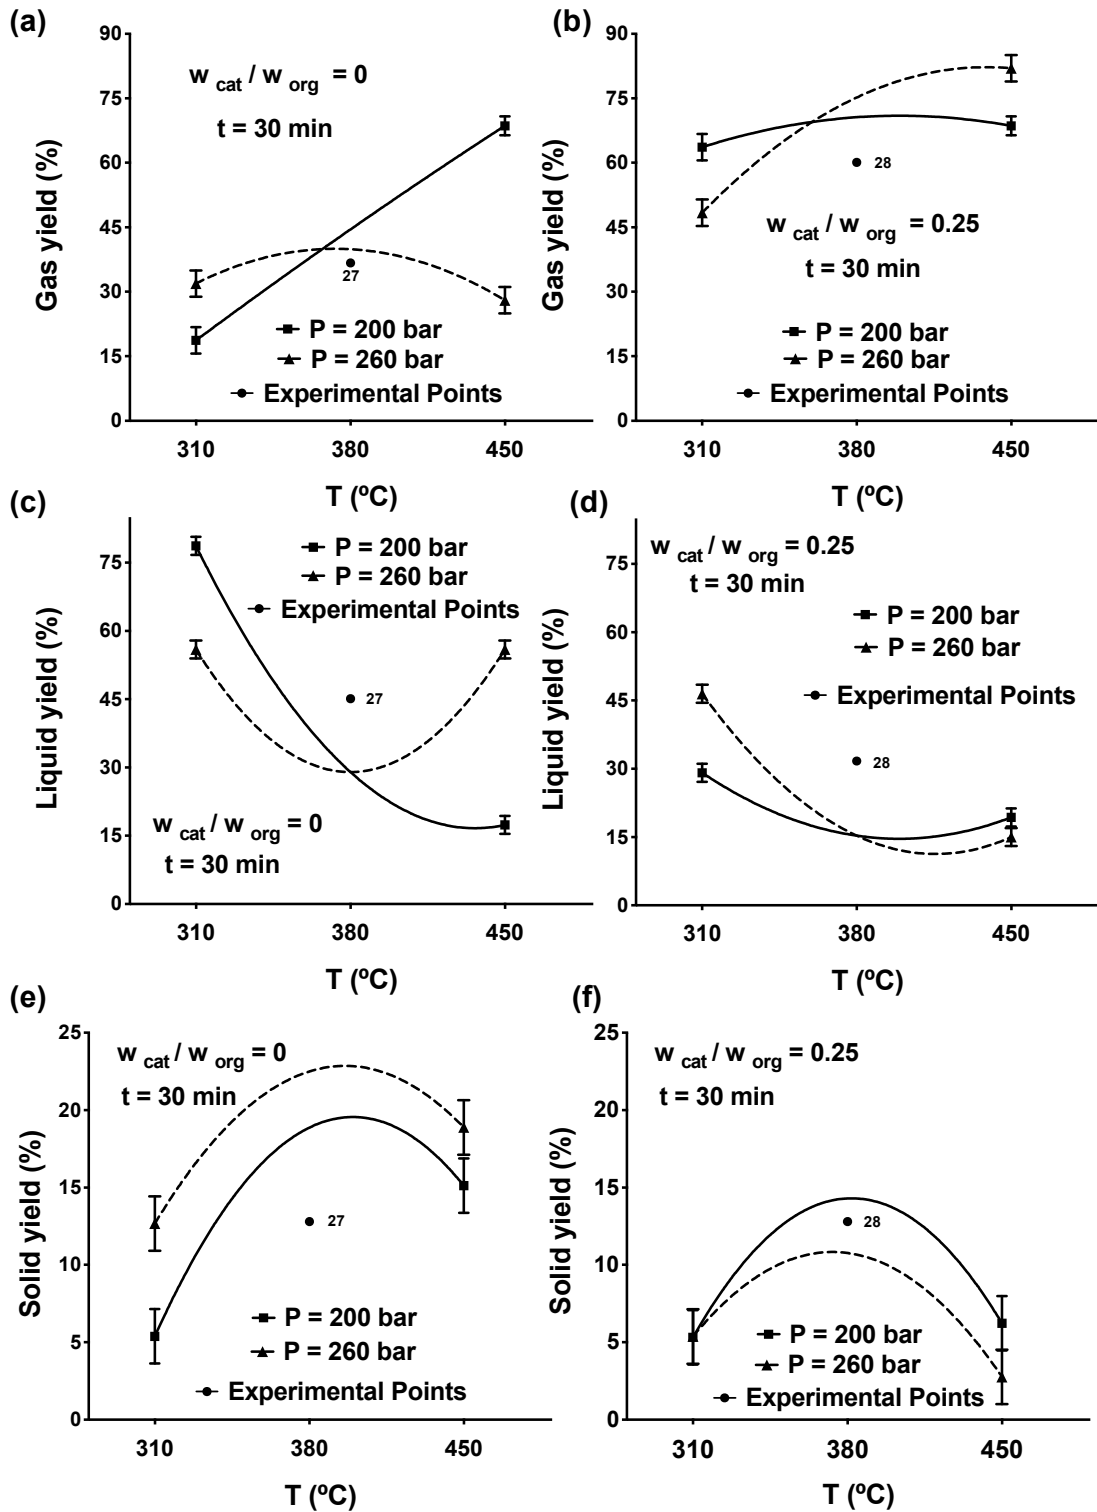 (a)
Gas yield (%)
90
75
60
45
30
15
0
w cat / w org = 0
t = 30 min
27
P = 200 bar
P = 260 bar
Experimental Points
310 380 450
T (ºC)
(b)
Gas yield (%)
90
75
60
45
30
15
0
28
w cat / w org = 0.25
t = 30 min
P = 200 bar
P = 260 bar
Experimental Points
310 380 450
T (ºC)
(c)
Liquid yield (%)
75
60
45
30
15
0
P = 200 bar
P = 260 bar
Experimental Points
27
w cat / w org = 0
t = 30 min
310 380 450
T (ºC)
(d)
Liquid yield (%)
75
60
45
30
15
0
w cat / w org = 0.25
t = 30 min
P = 200 bar
P = 260 bar
Experimental Points
28
310 380 450
T (ºC)
(e)
Solid yield (%)
25
20
15
10
5
0
w cat / w org = 0
t = 30 min
27
P = 200 bar
P = 260 bar
Experimental Points
310 380 450
T (ºC)
(f)
Solid yield (%)
25
20
15
10
5
0
w cat / w org = 0.25
t = 30 min
28
P = 200 bar
P = 260 bar
Experimental Points
310 380 450
T (ºC)